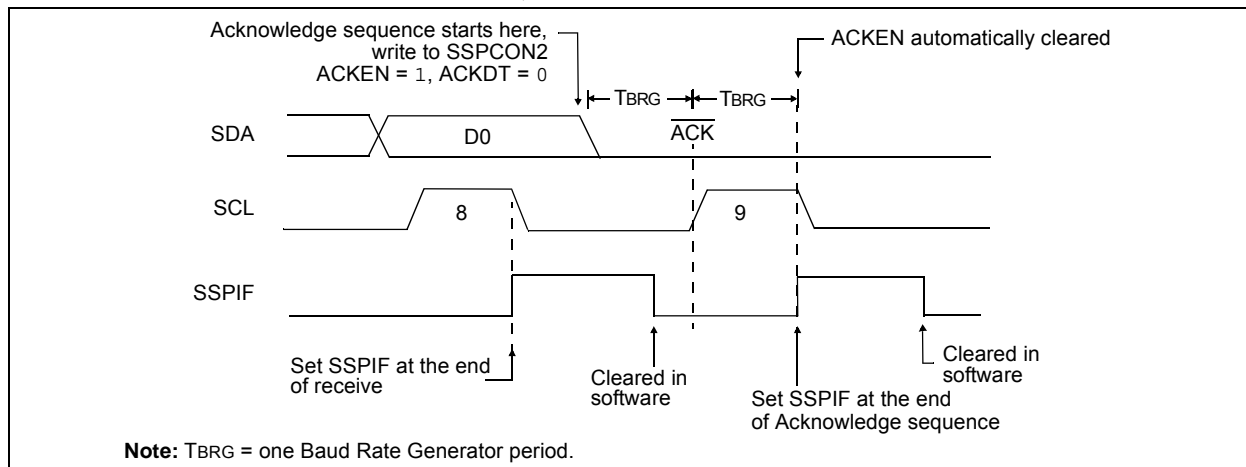 Acknowledge sequence starts here,
write to SSPCON2
ACKEN = 1, ACKDT = 0
ACKEN automatically cleared
TBRG
TBRG
SDA
D0
ACK
SCL
8
9
SSPIF
Set SSPIF at the end
of receive
Cleared in
software
Set SSPIF at the end
of Acknowledge sequence
Cleared in
software
Note: TBRG = one Baud Rate Generator period.